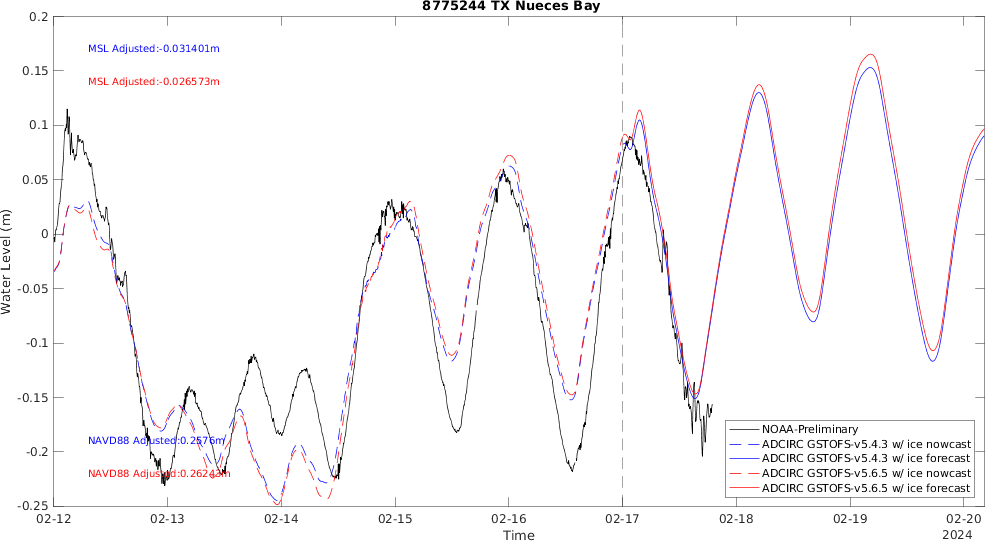 8775244 TX Nueces Bay
0.2
0.15
0.1
0.05
0
-0.05
-0.1
-0.15
-0.2
-0.25
Water Level (m)
MSL Adjusted:-0.031401m
MSL Adjusted:-0.026573m
NAVD88 Adjusted:0.2576m
NAVD88 Adjusted:0.26243m
NOAA-Preliminary
ADCIRC GSTOFS-v5.4.3 w/ ice nowcast
ADCIRC GSTOFS-v5.4.3 w/ ice forecast
ADCIRC GSTOFS-v5.6.5 w/ ice nowcast
ADCIRC GSTOFS-v5.6.5 w/ ice forecast
02-12 02-13 02-14 02-15 02-16 02-17 02-18 02-19 02-20
2024
Time